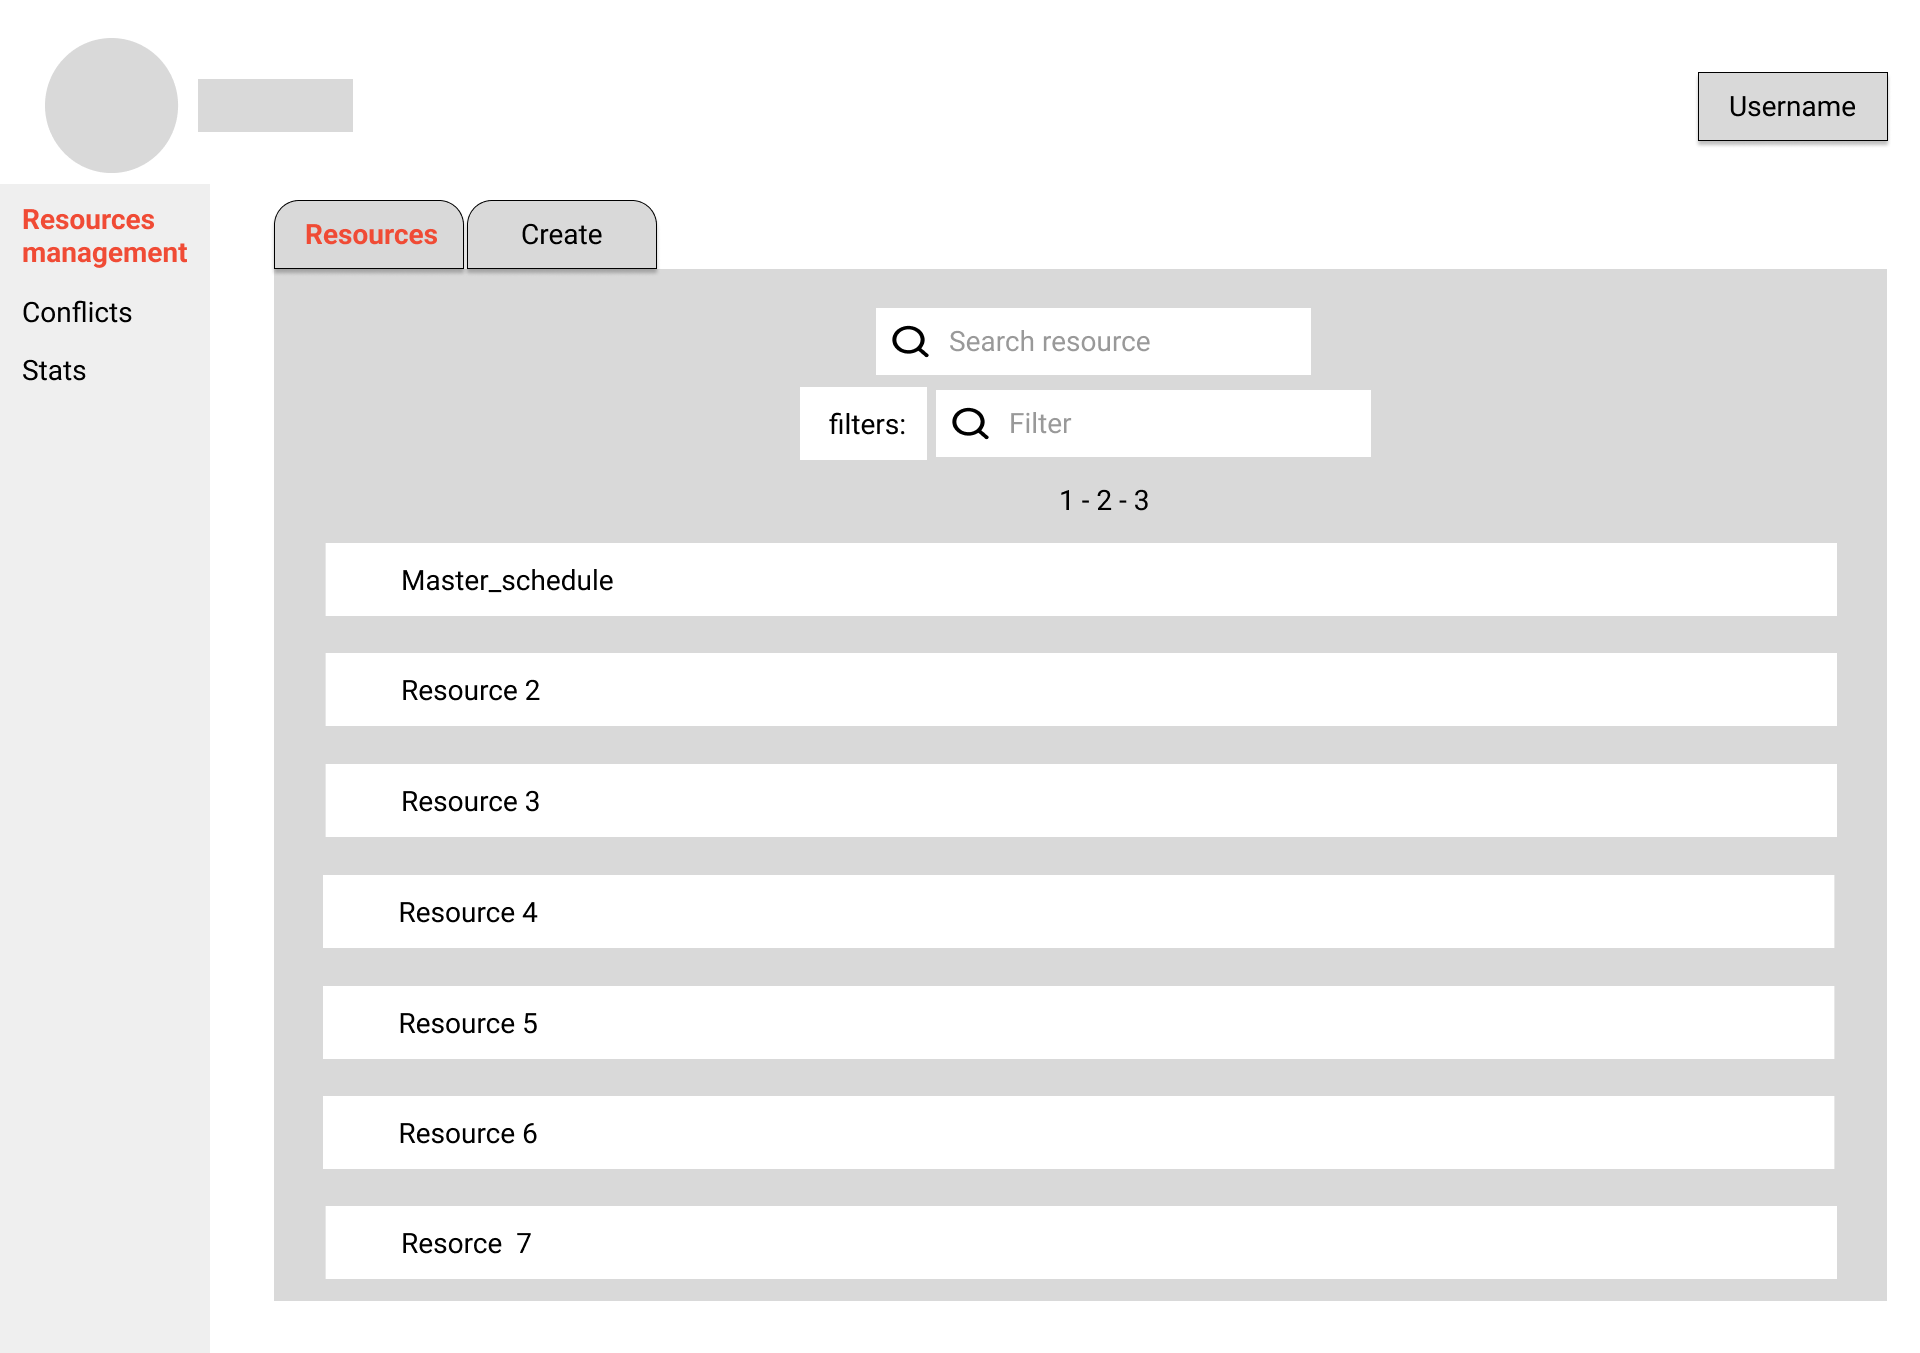 Username
Resources
management
Conflicts
Stats
Resources
Create
Search resource
filters:
Filter
1 - 2 - 3
Master_schedule
Resource 2
Resource 3
Resource 4
Resource 5
Resource 6
Resorce  7